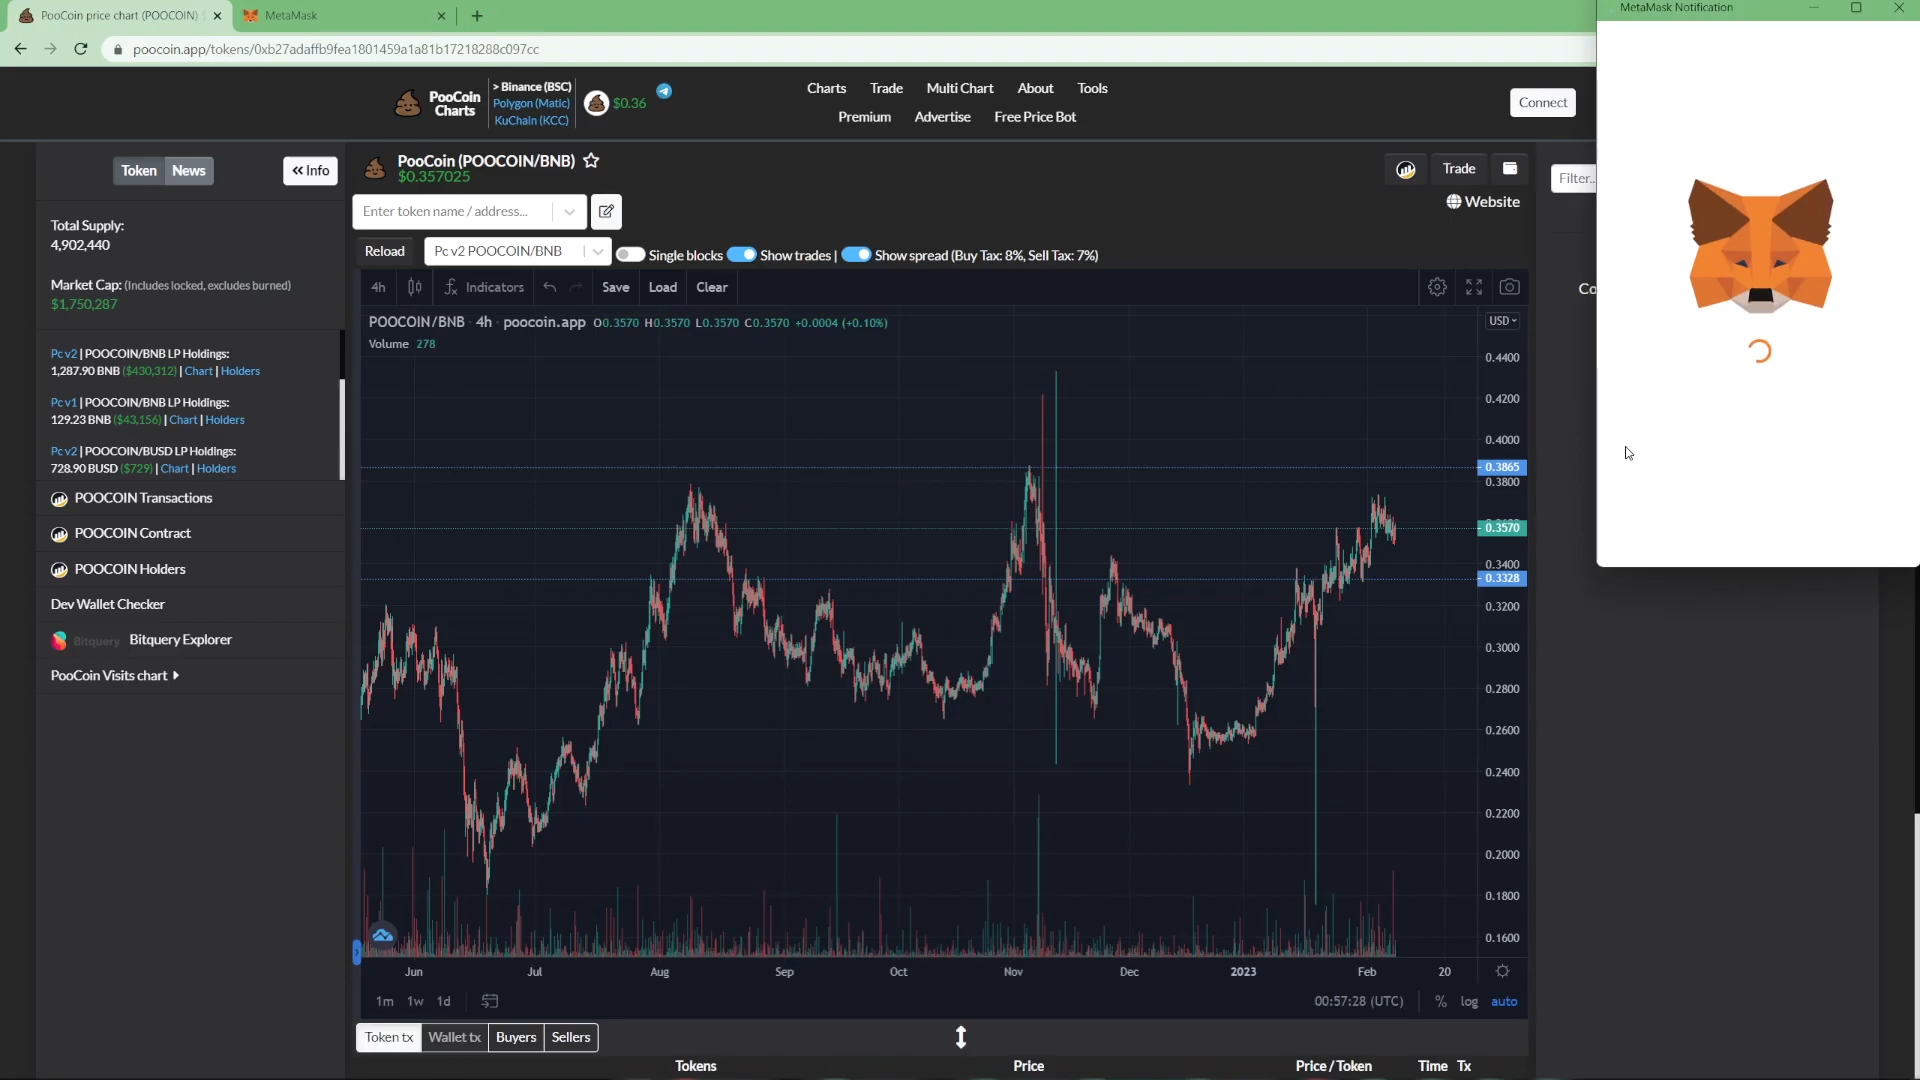 PooCoin price chart (POOCOIN)
MetaMask
MetaMask Notification
poocoin.app/tokens/0xb27adaffb9fea1801459a1a81b17218288c097cc
PooCoin
Charts
> Binance (BSC)
Polygon (Matic)
KuChain (KCC)
$0.36
Charts
Trade
Multi Chart
About
Tools
Premium
Advertise
Free Price Bot
Connect
Token
News
Info
PooCoin (POOCOIN/BNB)
$0.357025
Trade
Filter...
Enter token name / address...
Website
Total Supply:
4,902,440
Reload
Pc v2 POOCOIN/BNB
Single blocks
Show trades |
Show spread (Buy Tax: 8%, Sell Tax: 7%)
Market Cap: (Includes locked, excludes burned)
$1,750,287
4h
Indicators
Save
Load
Clear
Co
POOCOIN/BNB · 4h · poocoin.app O0.3570 H0.3570 L0.3570 C0.3570 +0.0004 (+0.10%)
USD
Volume 278
Pc v2 | POOCOIN/BNB LP Holdings:
1,287.90 BNB ($430,312) | Chart | Holders
Pc v1 | POOCOIN/BNB LP Holdings:
129.23 BNB ($43,156) | Chart | Holders
Pc v2 | POOCOIN/BUSD LP Holdings:
728.90 BUSD ($729) | Chart | Holders
POOCOIN Transactions
POOCOIN Contract
POOCOIN Holders
Dev Wallet Checker
Bitquery
Bitquery Explorer
PooCoin Visits chart
0.4400
0.4200
0.4000
0.3865
0.3800
0.3570
0.3400
0.3328
0.3200
0.3000
0.2800
0.2600
0.2400
0.2200
0.2000
0.1800
0.1600
Jun
Jul
Aug
Sep
Oct
Nov
Dec
2023
Feb
20
1m
1w
1d
00:57:28 (UTC)
%
log
auto
Token tx
Wallet tx
Buyers
Sellers
Tokens
Price
Price / Token
Time
Tx